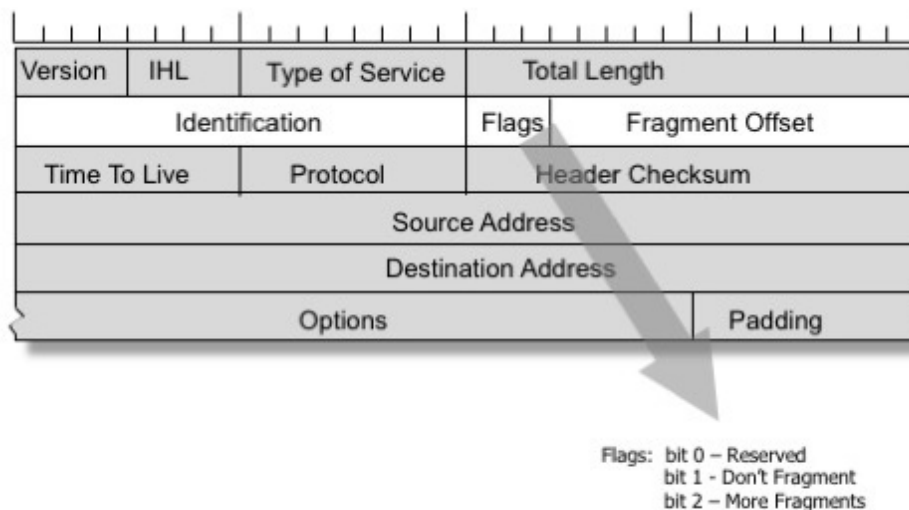 Version IHL Type of Service Total Length
Identification Flags Fragment Offset
Time To Live Protocol Header Checksum
Source Address
Destination Address
Options Padding
Flags: bit 0 – Reserved
bit 1 - Don't Fragment
bit 2 – More Fragments